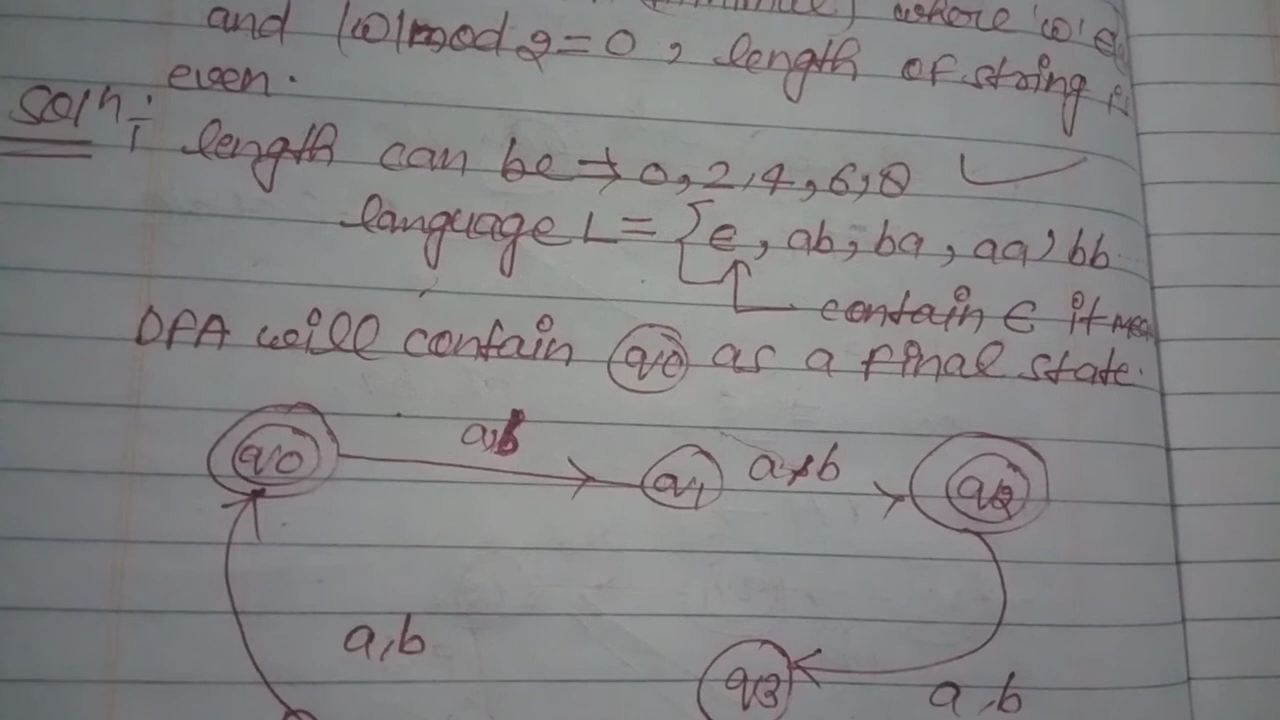 and |ω| mod 2=0, length of string is
even.
Soln:- length can be → 0,2,4,6,8
language L = {ϵ, ab, ba, aa, bb
contain ϵ it mean
DFA will contain q0 as a final state.
q0 a,b q1 a,b q2
a,b
q3 a,b